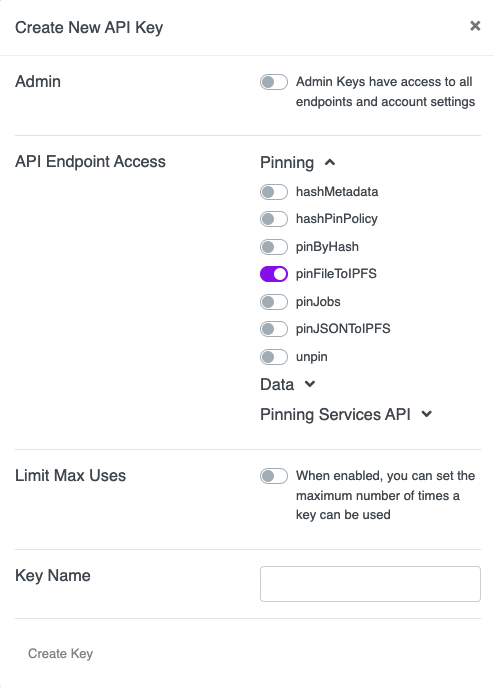 Create New API Key
Admin
Admin Keys have access to all
endpoints and account settings
API Endpoint Access
Pinning
hashMetadata
hashPinPolicy
pinByHash
pinFileToIPFS
pinJobs
pinJSONToIPFS
unpin
Data
Pinning Services API
Limit Max Uses
When enabled, you can set the
maximum number of times a
key can be used
Key Name
Create Key